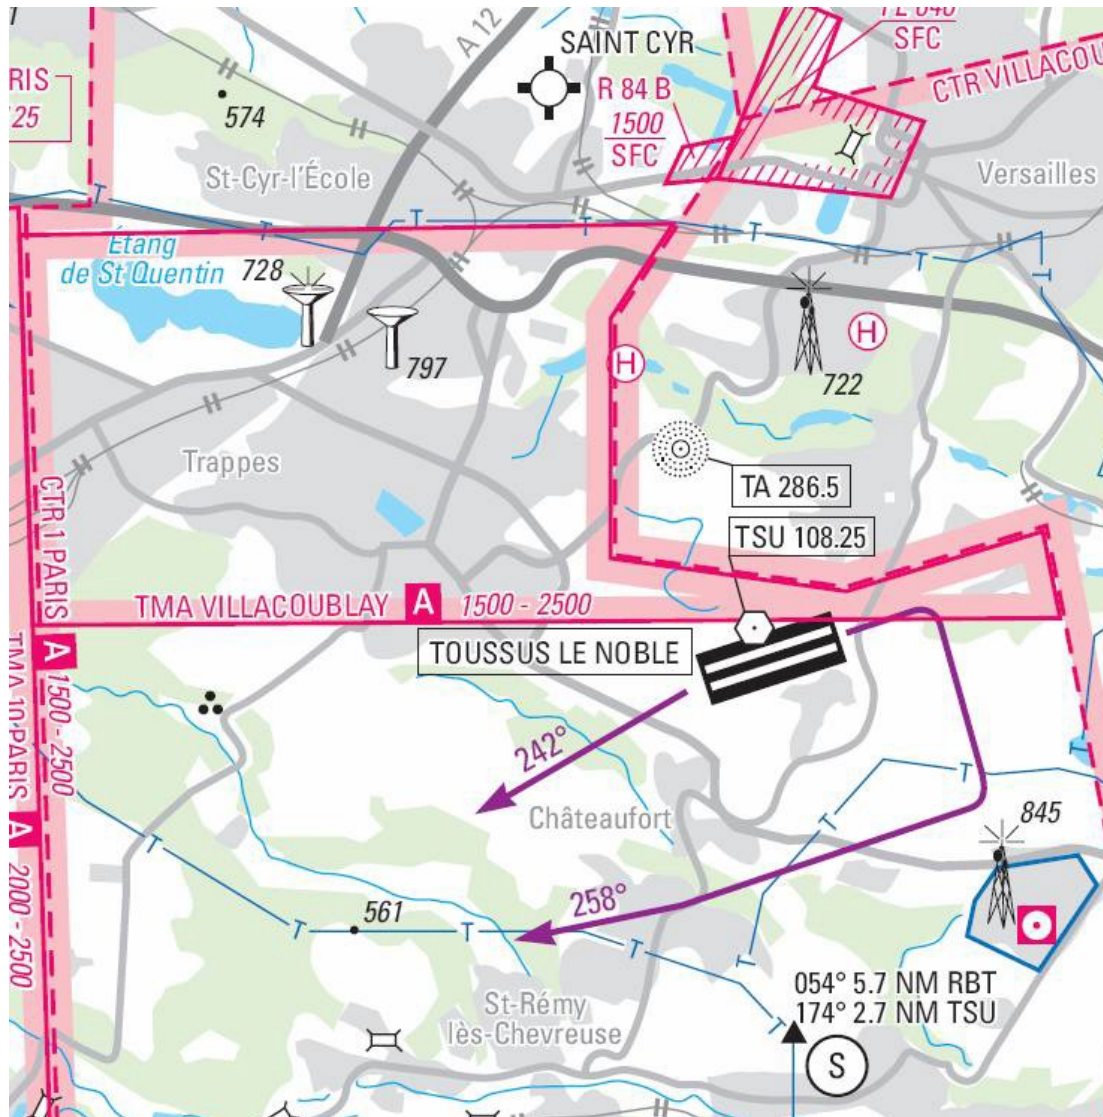 A 12
FL 040
SFC
SAINT CYR
RIS
25
R 84 B
1500
SFC
CTR VILLACOU
574
St-Cyr-l'École
Versailles
T
T
T
T
T
T
T
Étang
de St Quentin
728
797
722
H
H
Trappes
TA 286.5
TSU 108.25
CTR 1 PARIS
A
1500 - 2500
TMA VILLACOUBLAY A 1500 - 2500
TOUSSUS LE NOBLE
TMA 10 PARIS
A
2000 - 2500
242°
T
T
T
Châteaufort
845
T
T
258°
561
T
T
T
T
T
054° 5.7 NM RBT
174° 2.7 NM TSU
St-Rémy
lès-Chevreuse
S